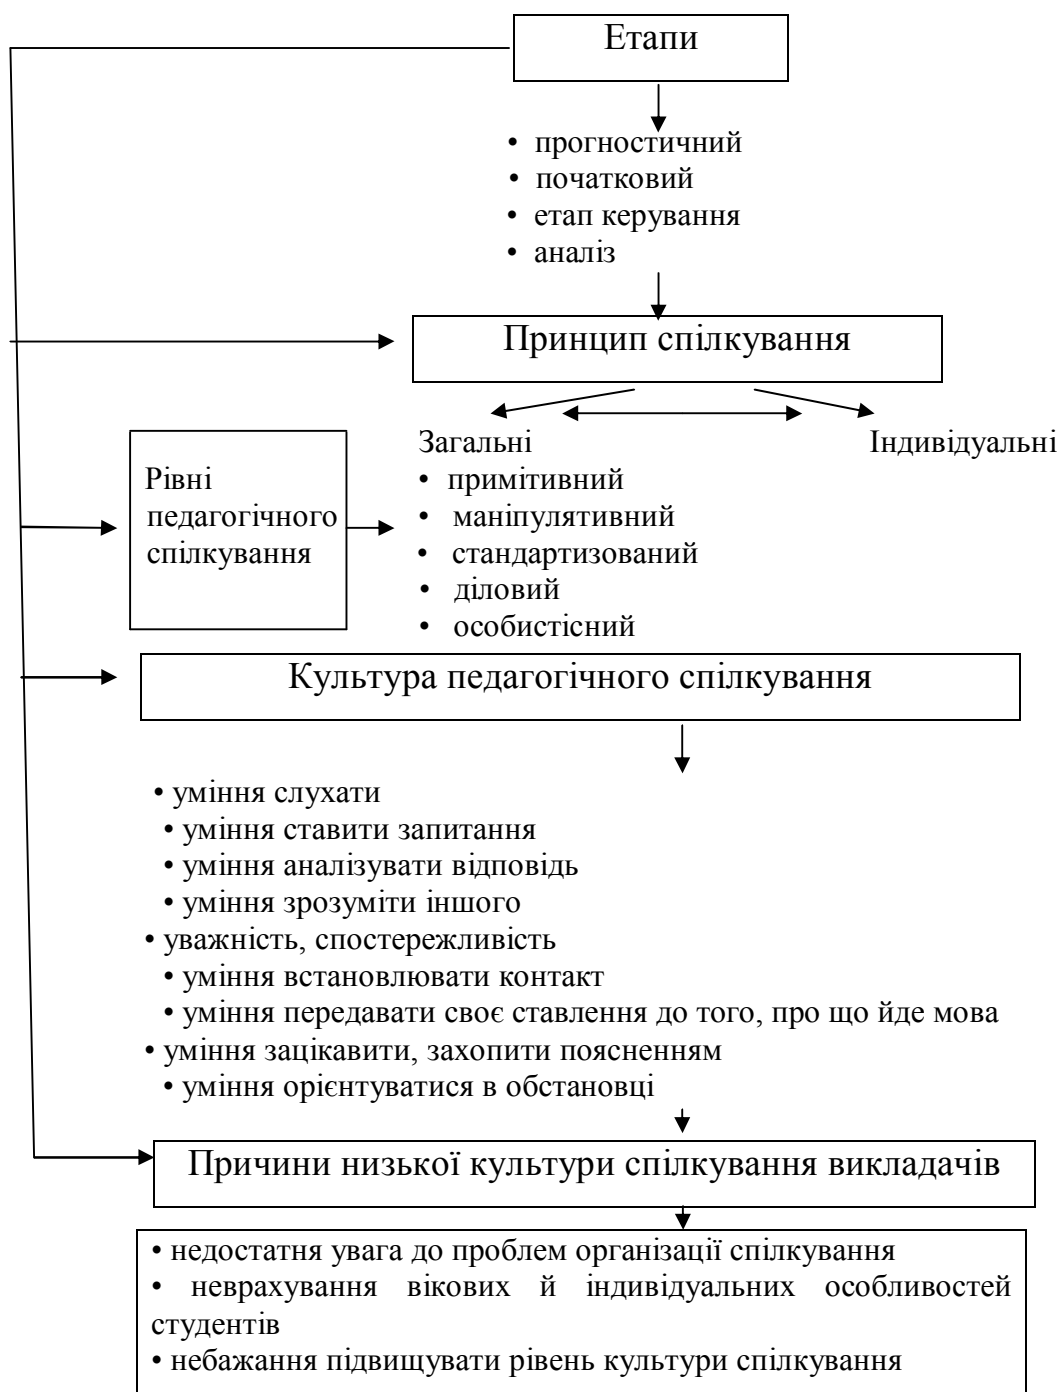 Етапи
• прогностичний
• початковий
• етап керування
• аналіз
Принцип спілкування
Загальні
Індивідуальні
Рівні
педагогічного
спілкування
• примітивний
• маніпулятивний
• стандартизований
• діловий
• особистісний
Культура педагогічного спілкування
• уміння слухати
• уміння ставити запитання
• уміння аналізувати відповідь
• уміння зрозуміти іншого
• уважність, спостережливість
• уміння встановлювати контакт
• уміння передавати своє ставлення до того, про що йде мова
• уміння зацікавити, захопити поясненням
• уміння орієнтуватися в обстановці
Причини низької культури спілкування викладачів
• недостатня увага до проблем організації спілкування
• неврахування вікових й індивідуальних особливостей
студентів
• небажання підвищувати рівень культури спілкування